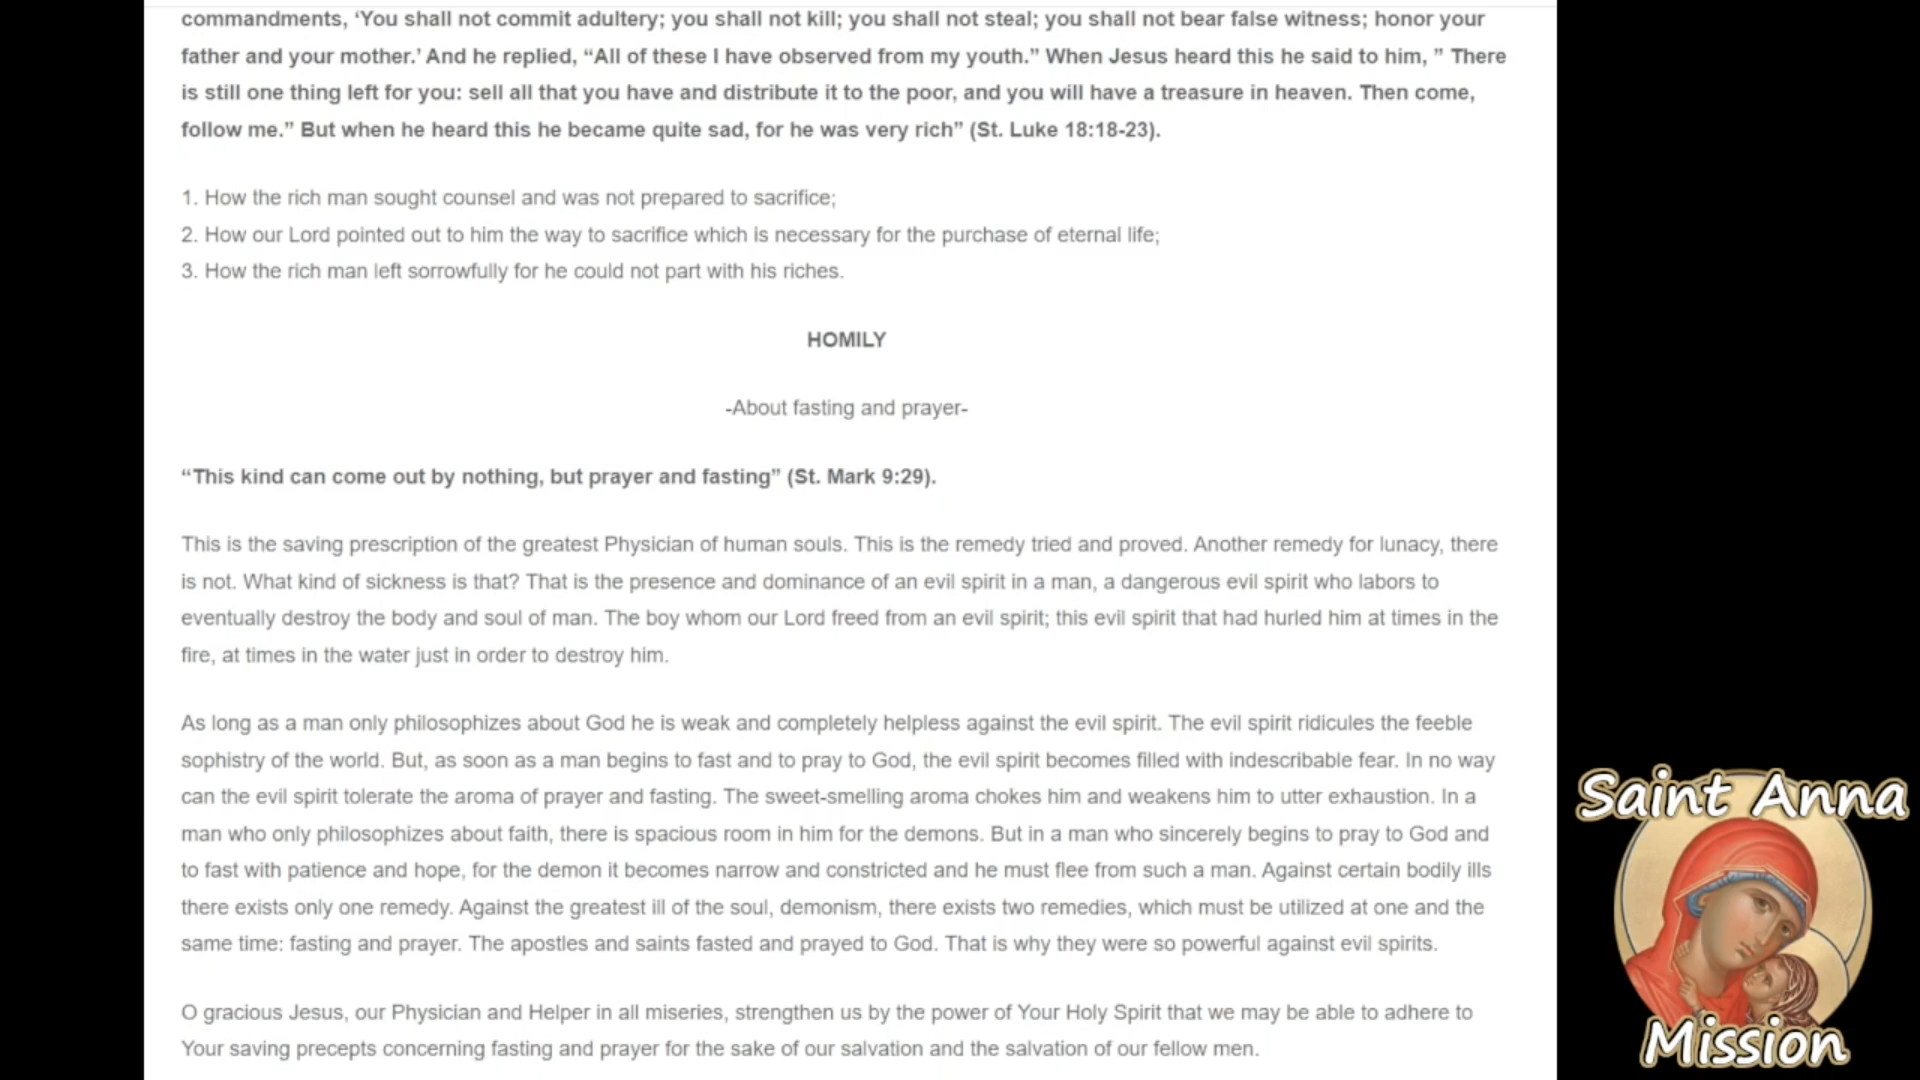 commandments, ‘You shall not commit adultery; you shall not kill; you shall not steal; you shall not bear false witness; honor your
father and your mother.’ And he replied, “All of these I have observed from my youth.” When Jesus heard this he said to him, ” There
is still one thing left for you: sell all that you have and distribute it to the poor, and you will have a treasure in heaven. Then come,
follow me.” But when he heard this he became quite sad, for he was very rich” (St. Luke 18:18-23).
1. How the rich man sought counsel and was not prepared to sacrifice;
2. How our Lord pointed out to him the way to sacrifice which is necessary for the purchase of eternal life;
3. How the rich man left sorrowfully for he could not part with his riches.
HOMILY
-About fasting and prayer-
“This kind can come out by nothing, but prayer and fasting” (St. Mark 9:29).
This is the saving prescription of the greatest Physician of human souls. This is the remedy tried and proved. Another remedy for lunacy, there
is not. What kind of sickness is that? That is the presence and dominance of an evil spirit in a man, a dangerous evil spirit who labors to
eventually destroy the body and soul of man. The boy whom our Lord freed from an evil spirit; this evil spirit that had hurled him at times in the
fire, at times in the water just in order to destroy him.
As long as a man only philosophizes about God he is weak and completely helpless against the evil spirit. The evil spirit ridicules the feeble
sophistry of the world. But, as soon as a man begins to fast and to pray to God, the evil spirit becomes filled with indescribable fear. In no way
can the evil spirit tolerate the aroma of prayer and fasting. The sweet-smelling aroma chokes him and weakens him to utter exhaustion. In a
man who only philosophizes about faith, there is spacious room in him for the demons. But in a man who sincerely begins to pray to God and
to fast with patience and hope, for the demon it becomes narrow and constricted and he must flee from such a man. Against certain bodily ills
there exists only one remedy. Against the greatest ill of the soul, demonism, there exists two remedies, which must be utilized at one and the
same time: fasting and prayer. The apostles and saints fasted and prayed to God. That is why they were so powerful against evil spirits.
O gracious Jesus, our Physician and Helper in all miseries, strengthen us by the power of Your Holy Spirit that we may be able to adhere to
Your saving precepts concerning fasting and prayer for the sake of our salvation and the salvation of our fellow men.
Saint Anna
Mission